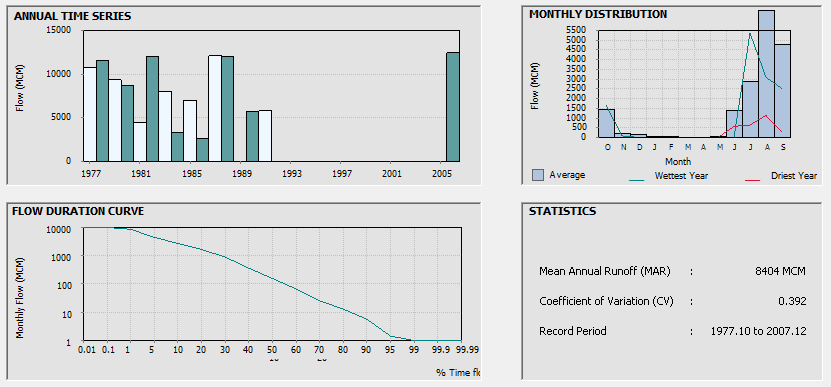 ANNUAL TIME SERIES
15000
10000
5000
0
Flow (MCM)
1977 1981 1985 1989 1993 1997 2001 2005
MONTHLY DISTRIBUTION
5500
5000
4500
4000
3500
3000
2500
2000
1500
1000
500
0
Flow (MCM)
O N D J F M A M J J A S
Month
Average Wettest Year Driest Year
FLOW DURATION CURVE
10000
1000
100
10
1
Monthly Flow (MCM)
0.01 0.1 1 5 10 20 30 40 50 60 70 80 90 95 99 99.9 99.99
% Time
STATISTICS
Mean Annual Runoff (MAR) : 8404 MCM
Coefficient of Variation (CV) : 0.392
Record Period : 1977.10 to 2007.12